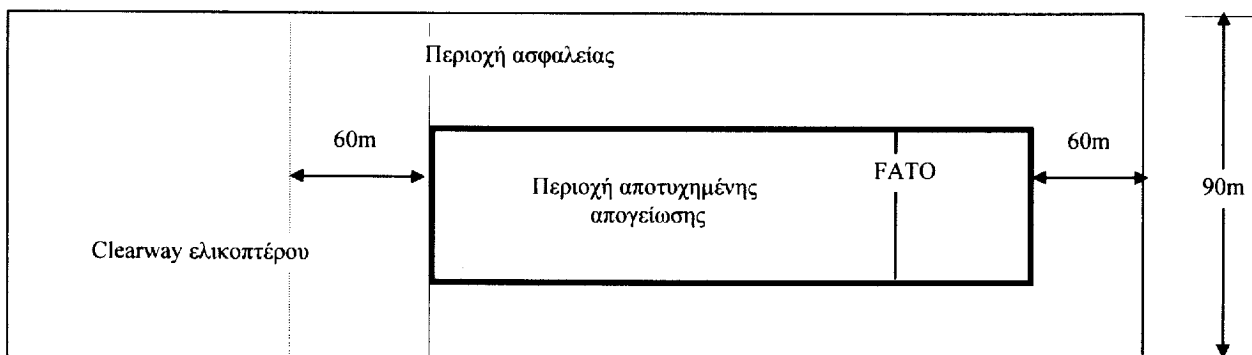 Περιοχή ασφαλείας
60m
FATO
60m
Περιοχή αποτυχημένης
απογείωσης
90m
Clearway ελικοπτέρου